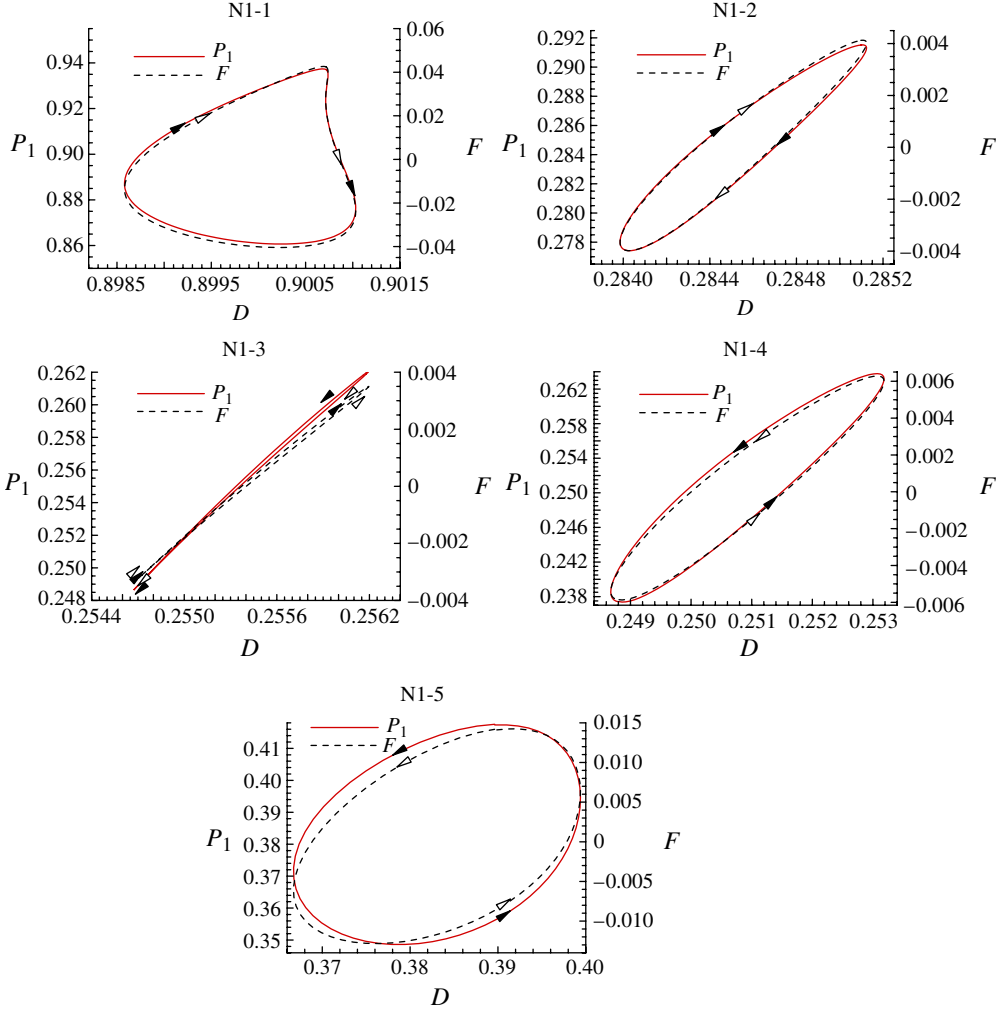 N1-1
P1
F
0.94
0.92
0.90
0.88
0.86
P1
0.06
0.04
0.02
0
−0.02
−0.04
F
0.8985 0.8995 0.9005 0.9015
D
N1-2
P1
F
0.292
0.290
0.288
0.286
0.284
0.282
0.280
0.278
P1
0.004
0.002
0
−0.002
−0.004
F
0.2840 0.2844 0.2848 0.2852
D
N1-3
P1
F
0.262
0.260
0.258
0.256
0.254
0.252
0.250
0.248
P1
0.004
0.002
0
−0.002
−0.004
F
0.2544 0.2550 0.2556 0.2562
D
N1-4
P1
F
0.262
0.258
0.256
0.250
0.246
0.242
0.238
P1
0.006
0.004
0.002
0
−0.002
−0.004
−0.006
F
0.249 0.250 0.251 0.252 0.253
D
N1-5
P1
F
0.41
0.40
0.39
0.38
0.37
0.36
0.35
P1
0.015
0.010
0.005
0
−0.005
−0.010
F
0.37 0.38 0.39 0.40
D